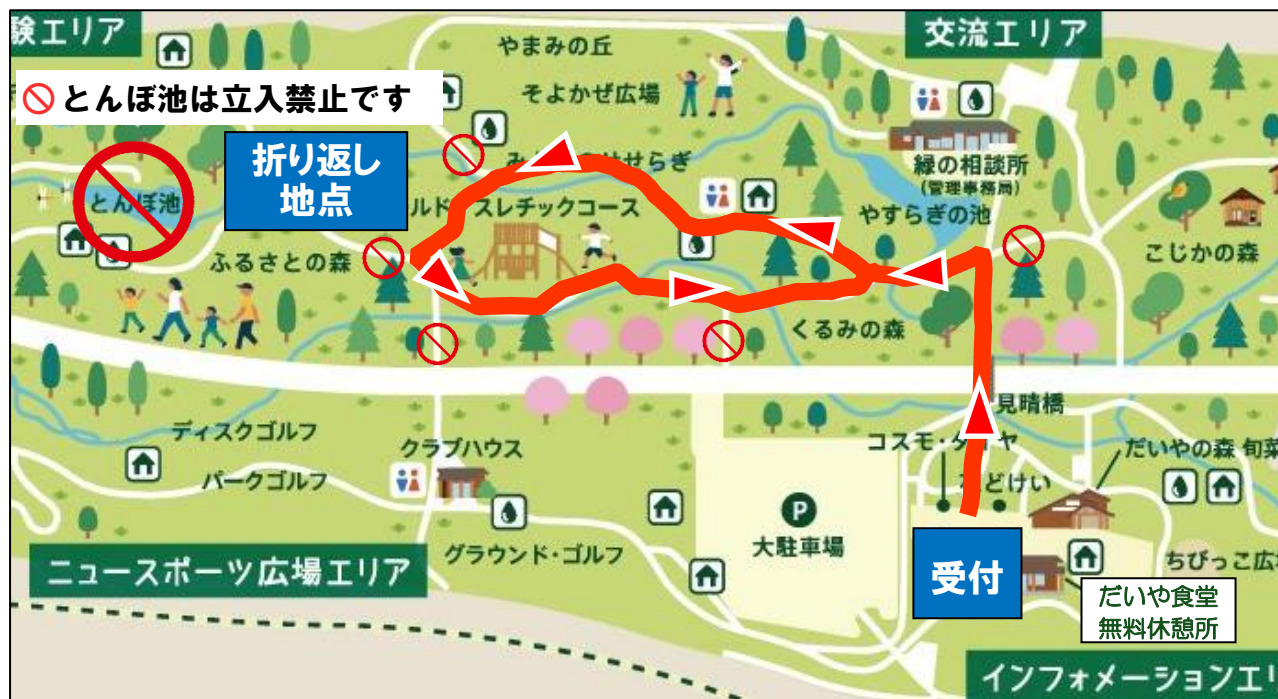 験エリア
交流エリア
やまみの丘
とんぼ池は立入禁止です
そよかぜ広場
折り返し
地点
せせらぎ
緑の相談所
(管理事務局)
とんぼ池
スレチックコース
やすらぎの池
ふるさとの森
こじかの森
くるみの森
見晴橋
ディスクゴルフ
クラブハウス
コスモ・
だいやの森 旬菜
パークゴルフ
どけい
P
大駐車場
グラウンド・ゴルフ
ニュースポーツ広場エリア
受付
ちびっこ広
だいや食堂
無料休憩所
インフォメーションエリ